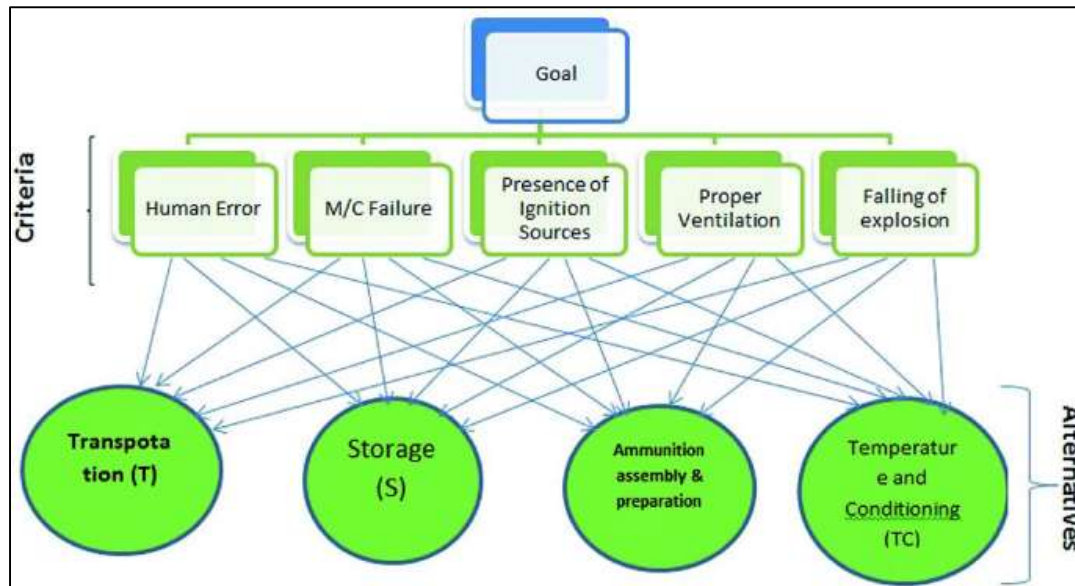 Goal
Criteria
Human Error
M/C Failure
Presence of
Ignition
Sources
Proper
Ventilation
Falling of
explosion
Transpota
tion (T)
Storage
(S)
Ammunition
assembly &
preparation
Temperatur
e and
Conditioning
(TC)
Alternatives